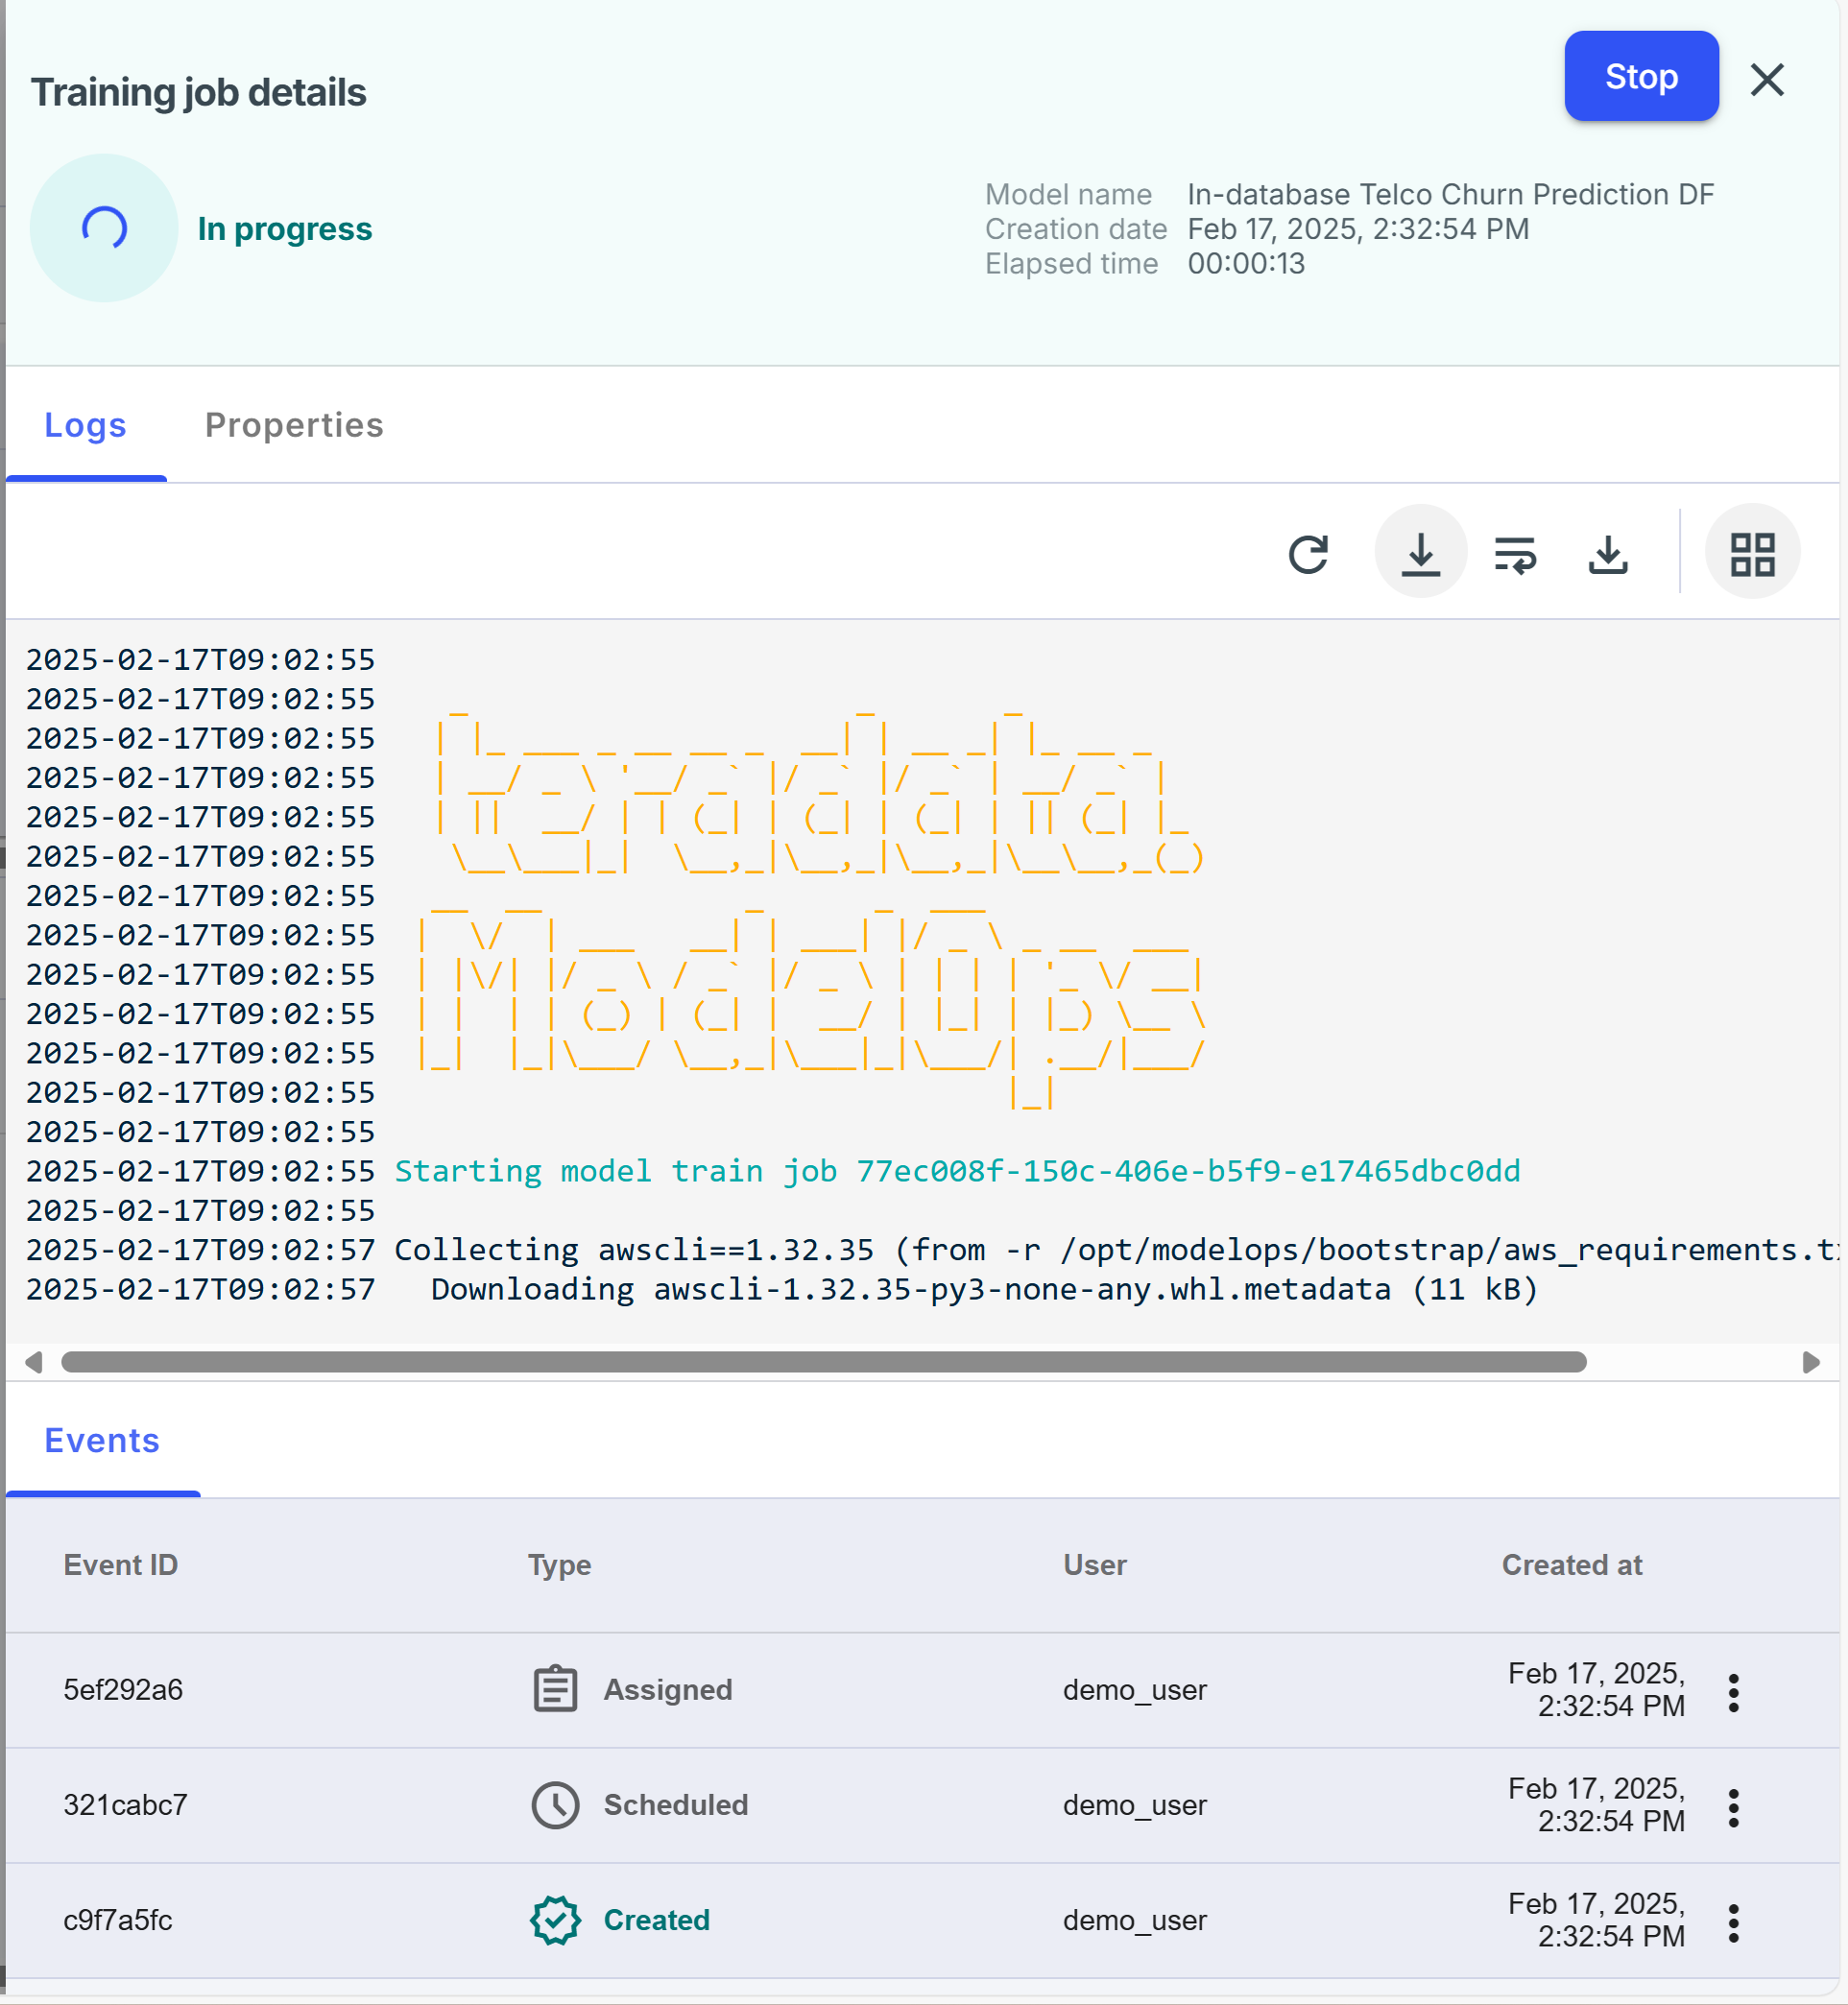 Training job details
Stop
In progress
Model name In-database Telco Churn Prediction DF
Creation date Feb 17, 2025, 2:32:54 PM
Elapsed time 00:00:13
Logs Properties
2025-02-17T09:02:55
2025-02-17T09:02:55
2025-02-17T09:02:55
2025-02-17T09:02:55
2025-02-17T09:02:55
2025-02-17T09:02:55
2025-02-17T09:02:55
2025-02-17T09:02:55
2025-02-17T09:02:55
2025-02-17T09:02:55
2025-02-17T09:02:55
2025-02-17T09:02:55
2025-02-17T09:02:55
teradata.
ModelOps
2025-02-17T09:02:55 Starting model train job 77ec008f-150c-406e-b5f9-e17465dbc0dd
2025-02-17T09:02:55
2025-02-17T09:02:57 Collecting awscli==1.32.35 (from -r /opt/modelops/bootstrap/aws_requirements.tx
2025-02-17T09:02:57 Downloading awscli-1.32.35-py3-none-any.whl.metadata (11 kB)
Events
Event ID Type User Created at
5ef292a6 Assigned demo_user Feb 17, 2025,
2:32:54 PM
321cabc7 Scheduled demo_user Feb 17, 2025,
2:32:54 PM
c9f7a5fc Created demo_user Feb 17, 2025,
2:32:54 PM